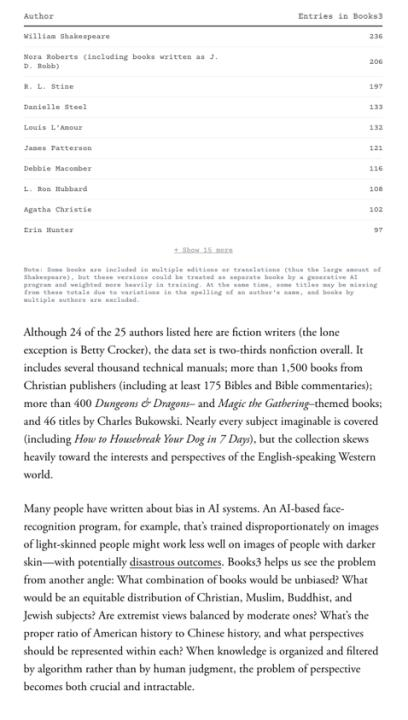 Author Entries in Books3
William Shakespeare 236
Nora Roberts (including books written as J.
D. Robb) 206
R. L. Stine 197
Danielle Steel 133
Louis L'Amour 132
James Patterson 121
Debbie Macomber 116
L. Ron Hubbard 108
Agatha Christie 102
Erin Hunter 97
+ Show 15 more
Note: Some books are included in multiple editions or translations (thus the large amount of
Shakespeare), but these versions could be treated as separate books by a generative AI
program and weighted more heavily in training. At the same time, some titles may be missing
from these totals due to variations in the spelling of an author's name, and books by
multiple authors are excluded.
Although 24 of the 25 authors listed here are fiction writers (the lone
exception is Betty Crocker), the data set is two-thirds nonfiction overall. It
includes several thousand technical manuals; more than 1,500 books from
Christian publishers (including at least 175 Bibles and Bible commentaries);
more than 400 Dungeons & Dragons– and Magic the Gathering–themed books;
and 46 titles by Charles Bukowski. Nearly every subject imaginable is covered
(including How to Housebreak Your Dog in 7 Days), but the collection skews
heavily toward the interests and perspectives of the English-speaking Western
world.
Many people have written about bias in AI systems. An AI-based face-
recognition program, for example, that's trained disproportionately on images
of light-skinned people might work less well on images of people with darker
skin—with potentially disastrous outcomes. Books3 helps us see the problem
from another angle: What combination of books would be unbiased? What
would be an equitable distribution of Christian, Muslim, Buddhist, and
Jewish subjects? Are extremist views balanced by moderate ones? What's the
proper ratio of American history to Chinese history, and what perspectives
should be represented within each? When knowledge is organized and filtered
by algorithm rather than by human judgment, the problem of perspective
becomes both crucial and intractable.